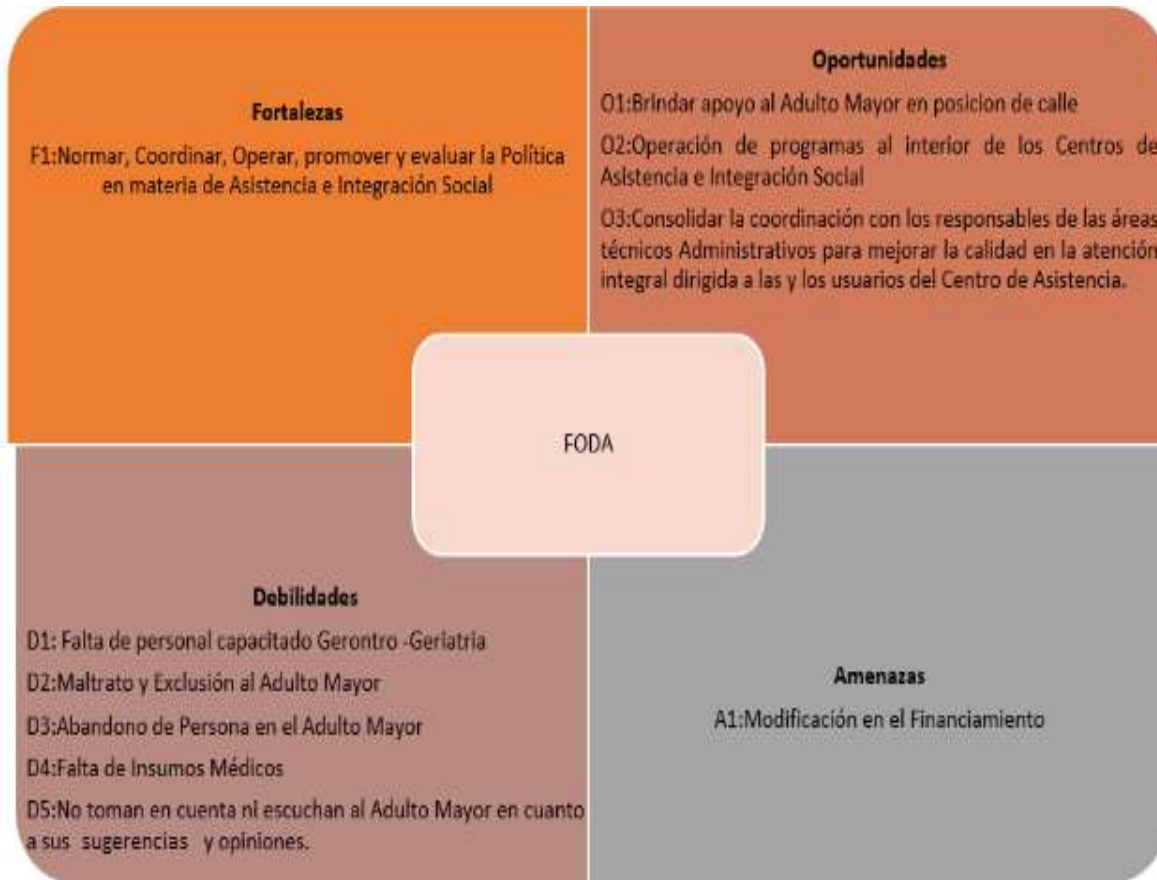 Fortalezas
F1:Normar, Coordinar, Operar, promover y evaluar la Política
en materia de Asistencia e Integración Social
Oportunidades
O1:Brindar apoyo al Adulto Mayor en posicion de calle
O2:Operación de programas al interior de los Centros de
Asistencia e Integración Social
O3:Consolidar la coordinación con los responsables de las áreas
técnicos Administrativos para mejorar la calidad en la atención
integral dirigida a las y los usuarios del Centro de Asistencia.
FODA
Debilidades
D1: Falta de personal capacitado Gerontro -Geriatria
D2:Maltrato y Exclusión al Adulto Mayor
D3:Abandono de Persona en el Adulto Mayor
D4:Falta de Insumos Médicos
D5:No toman en cuenta ni escuchan al Adulto Mayor en cuanto
a sus sugerencias y opiniones.
Amenazas
A1:Modificación en el Financiamiento